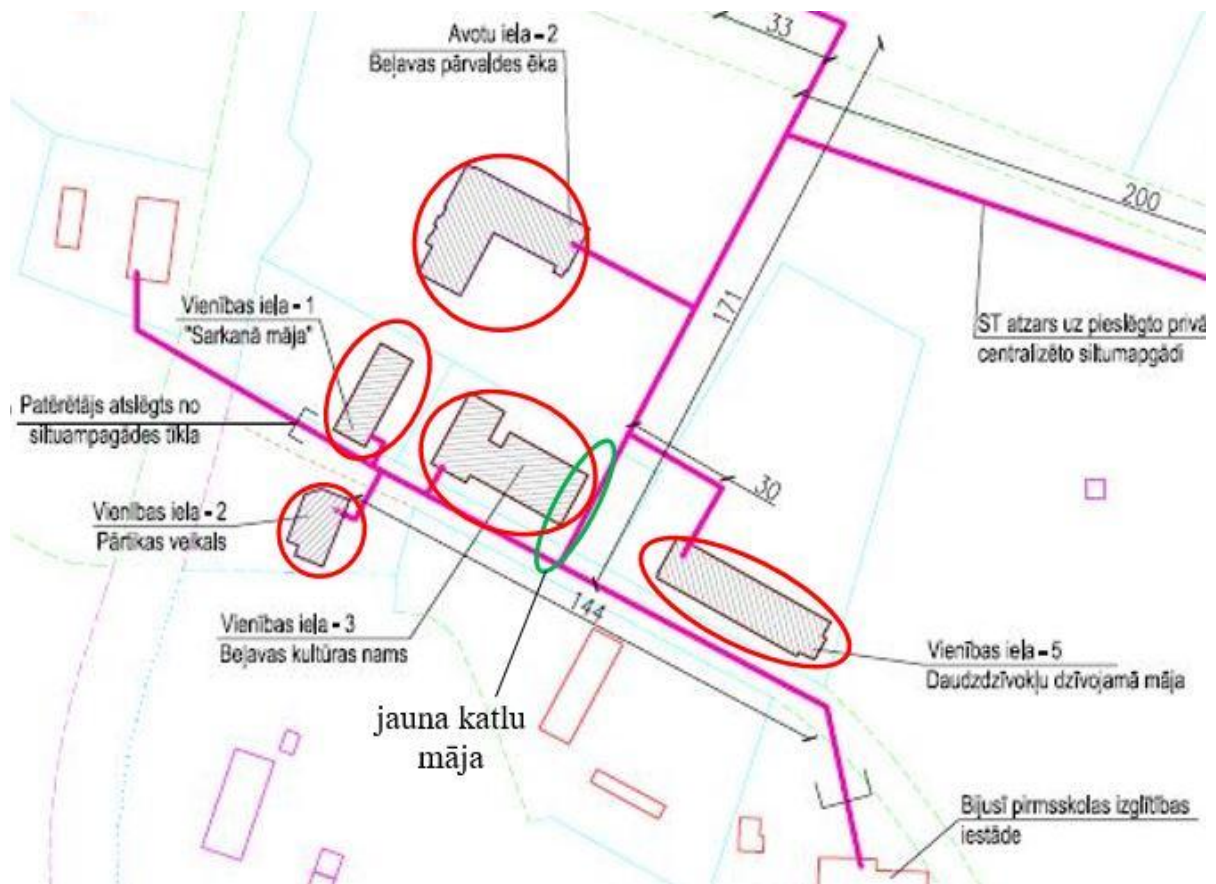 Avotu iela - 2
Beļavas pārvaldes ēka
33
200
171
ST atzars uz pieslēgto privā
centralizēto siltumapgādi
Vienības iela - 1
"Sarkanā māja"
Patērētājs atslēgts no
siltuampagādes tīkla
30
Vienības iela - 2
Pārtikas veikals
144
Vienības iela - 3
Beļavas kultūras nams
Vienības iela - 5
Daudzdzīvokļu dzīvojamā māja
jauna katlu
māja
Bijusī pirmsskolas izglītības
iestāde